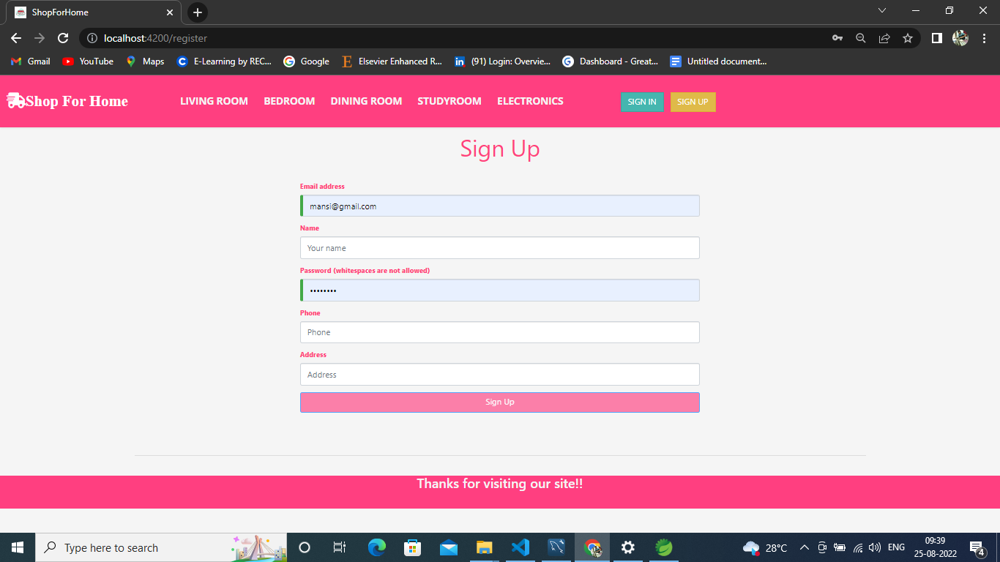 ShopForHome
localhost:4200/register
Gmail YouTube Maps E-Learning by REC... Google Elsevier Enhanced R... (91) Login: Overvie... Dashboard - Great... Untitled document...
Shop For Home LIVING ROOM BEDROOM DINING ROOM STUDYROOM ELECTRONICS SIGN IN SIGN UP
Sign Up
Email address
mansi@gmail.com
Name
Your name
Password (whitespaces are not allowed)
••••••••
Phone
Phone
Address
Address
Sign Up
Thanks for visiting our site!!
Type here to search 28°C ENG 09:39
25-08-2022 4